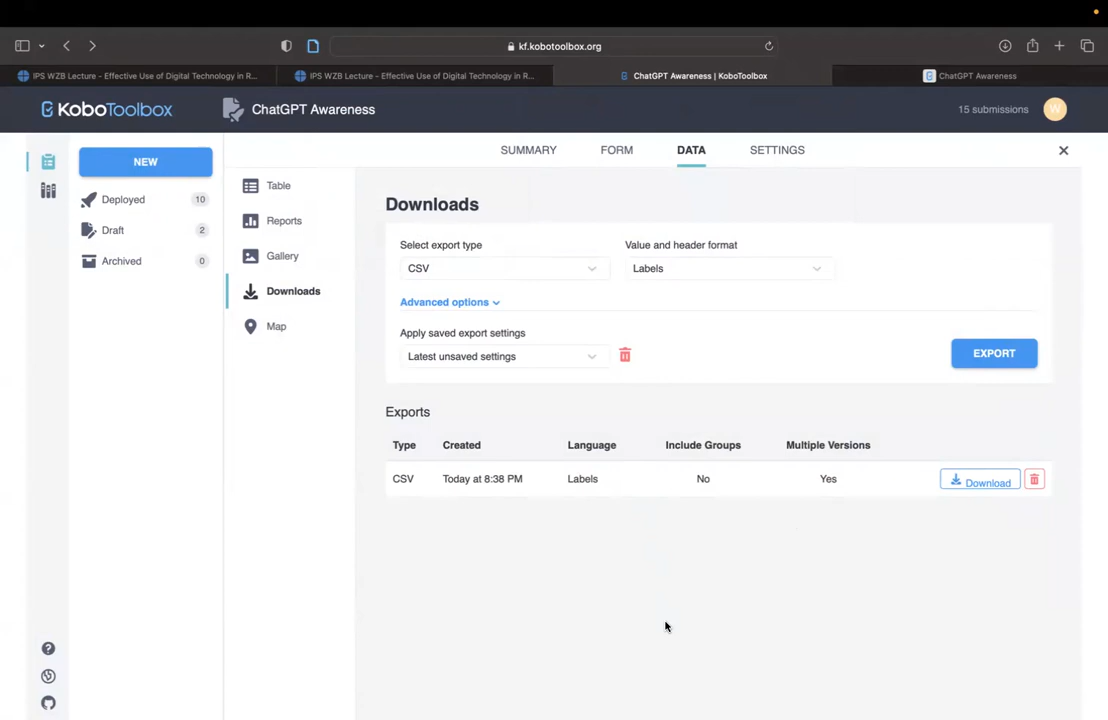 kf.kobotoolbox.org
IPS WZB Lecture - Effective Use of Digital Technology in R...
IPS WZB Lecture - Effective Use of Digital Technology in R...
ChatGPT Awareness | KoboToolbox
ChatGPT Awareness
KoboToolbox
ChatGPT Awareness
15 submissions
W
NEW
Deployed 10
Draft 2
Archived 0
SUMMARY
FORM
DATA
SETTINGS
Table
Reports
Gallery
Downloads
Map
Downloads
Select export type
Value and header format
CSV
Labels
Advanced options
Apply saved export settings
Latest unsaved settings
EXPORT
Exports
Type Created Language Include Groups Multiple Versions
CSV Today at 8:38 PM Labels No Yes Download